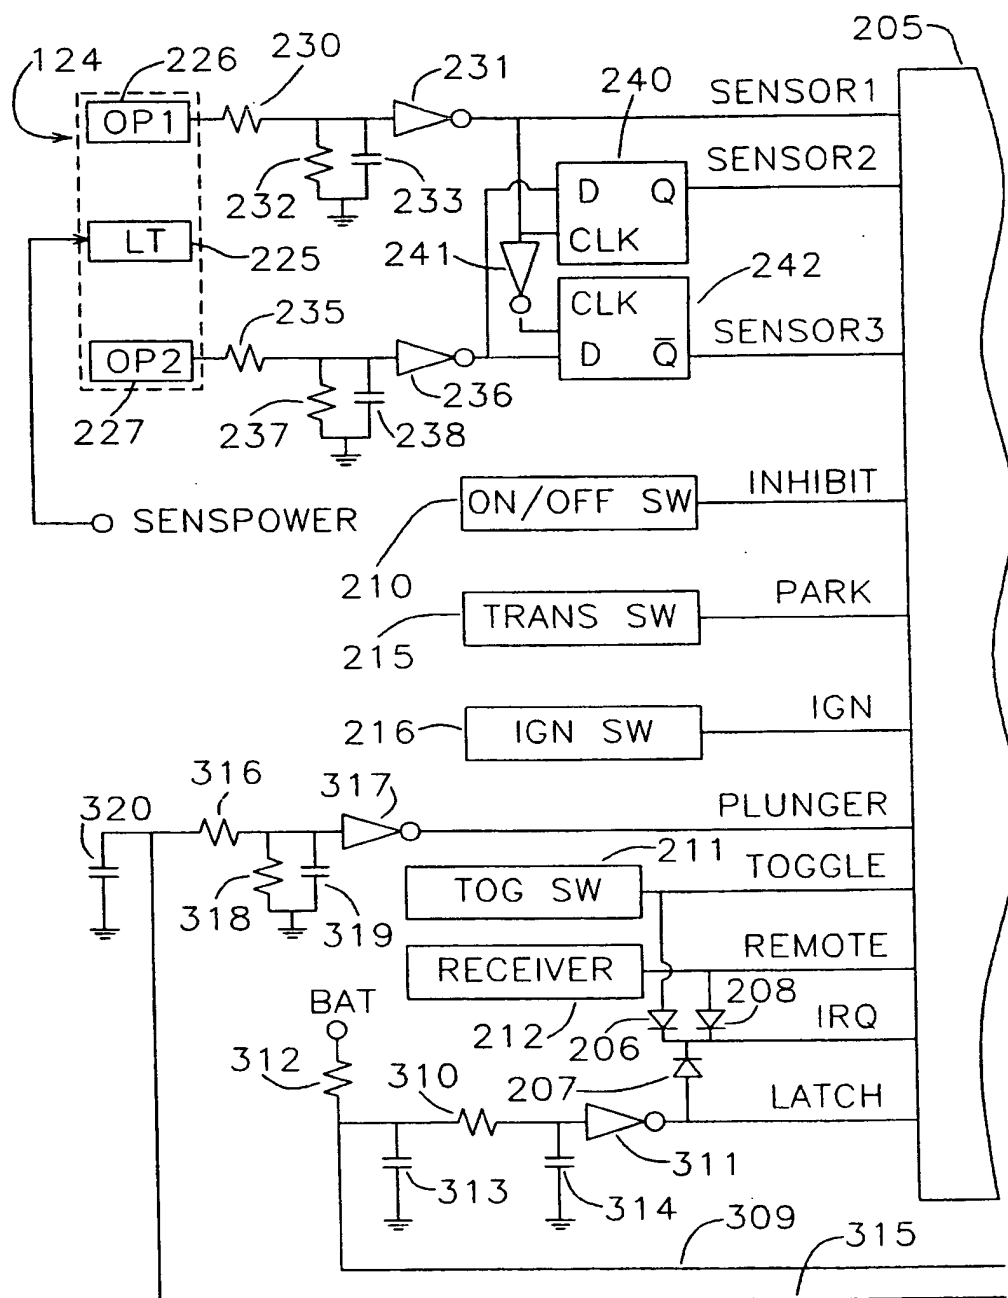 205
124 226 230 231
OP1
240
SENSOR1
D Q
SENSOR2
232 233
CLK
LT
225
241
242
CLK
235
SENSOR3
OP2
D Q̅
227
237 238 236
ON/OFF SW
INHIBIT
SENSPOWER
210
TRANS SW
PARK
215
IGN SW
IGN
216
316 317
320
PLUNGER
211
TOG SW
TOGGLE
318 319
RECEIVER
REMOTE
BAT
212 206 208
IRQ
312 310 207
LATCH
313 314 311
309
315